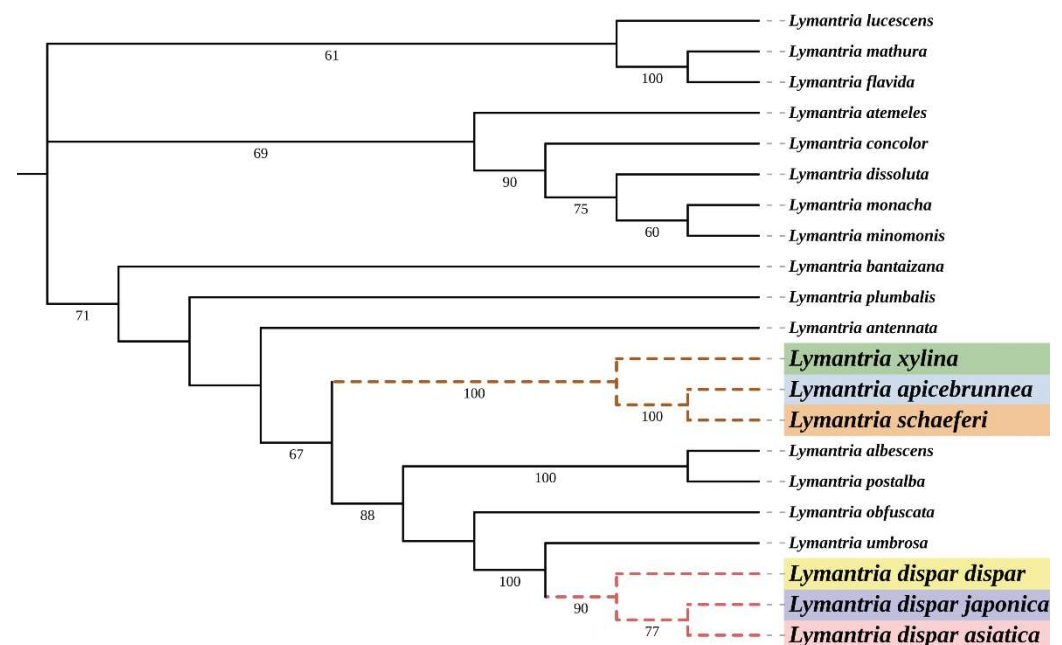 Lymantria lucescens
61
Lymantria mathura
100
Lymantria flavida
Lymantria atemeles
69
Lymantria concolor
90
Lymantria dissoluta
75
Lymantria monacha
60
Lymantria minomonis
Lymantria bantaizana
71
Lymantria plumbalis
Lymantria antennata
Lymantria xylina
100
Lymantria apicebrunnea
100
Lymantria schaeferi
67
Lymantria albescens
100
Lymantria postalba
88
Lymantria obfuscata
Lymantria umbrosa
100
Lymantria dispar dispar
90
Lymantria dispar japonica
77
Lymantria dispar asiatica